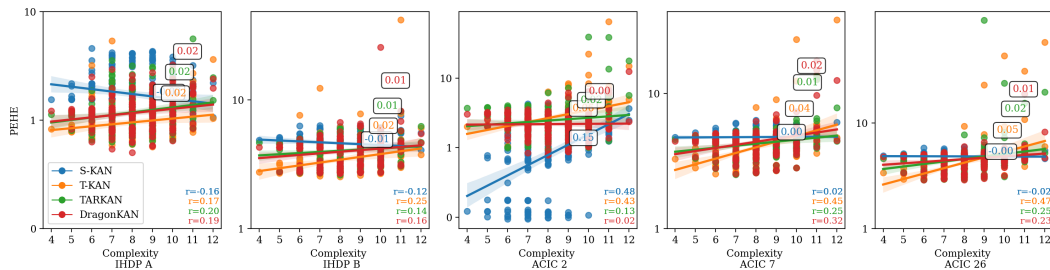 PEHE
10
1
0
0.02
0.02
0.02
S-KAN
T-KAN
TARKAN
DragonKAN
r=-0.16
r=0.17
r=0.20
r=0.19
4 5 6 7 8 9 10 11 12
Complexity
IHDP A
10
1
0.01
0.01
0.02
-0.01
r=-0.12
r=0.25
r=0.14
r=0.16
4 5 6 7 8 9 10 11 12
Complexity
IHDP B
10
1
0
0.00
0.02
0.15
r=0.48
r=0.43
r=0.13
r=0.02
4 5 6 7 8 9 10 11 12
Complexity
ACIC 2
10
1
0.02
0.01
0.04
0.00
r=0.02
r=0.45
r=0.25
r=0.32
4 5 6 7 8 9 10 11 12
Complexity
ACIC 7
10
1
0.01
0.02
0.05
-0.00
r=-0.02
r=0.47
r=0.25
r=0.23
4 5 6 7 8 9 10 11 12
Complexity
ACIC 26